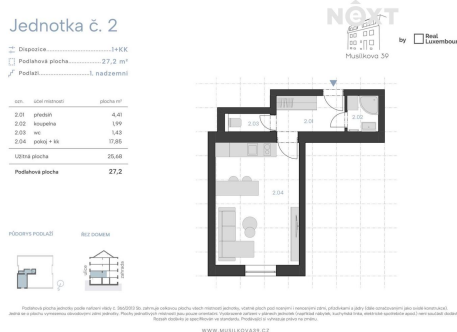 NEXT
REALITY
Jednotka č. 2
Dispozice 1+KK
Podlahová plocha 27,2 m²
Podlaží 1. nadzemní
Musilkova 39
by Real Luxembourg
ozn. účel místnosti plocha m²
2.01 předsíň 4,41
2.02 koupelna 1,99
2.03 wc 1,43
2.04 pokoj + kk 17,85
Užitná plocha 25,68
Podlahová plocha 27,2
2.03
2.01
2.02
2.04
PŮDORYS PODLAŽÍ
ŘEZ DOMEM
WWW.MUSILKOVA39.CZ